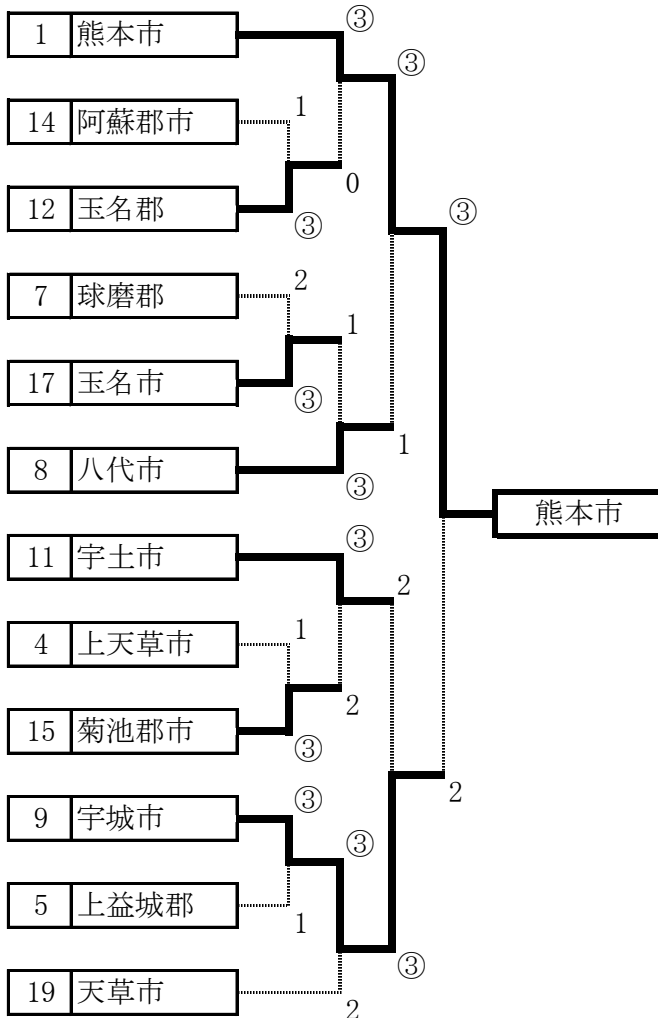 ③
1 熊本市
③
1
14 阿蘇郡市
0
12 玉名郡
③
③
2
7 球磨郡
1
17 玉名市
③
1
8 八代市
③
熊本市
③
11 宇土市
2
1
4 上天草市
2
15 菊池郡市
③
2
③
9 宇城市
③
5 上益城郡
1
③
19 天草市
2